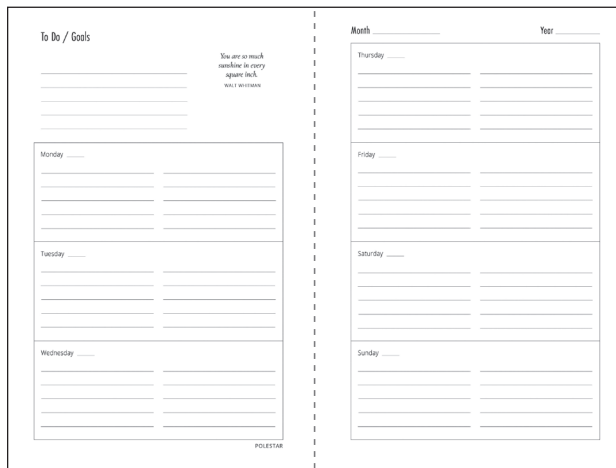 To Do / Goals
You are so much
sunshine in every
square inch.
WALT WHITMAN
Monday
Tuesday
Wednesday
POLESTAR
Month Year
Thursday
Friday
Saturday
Sunday